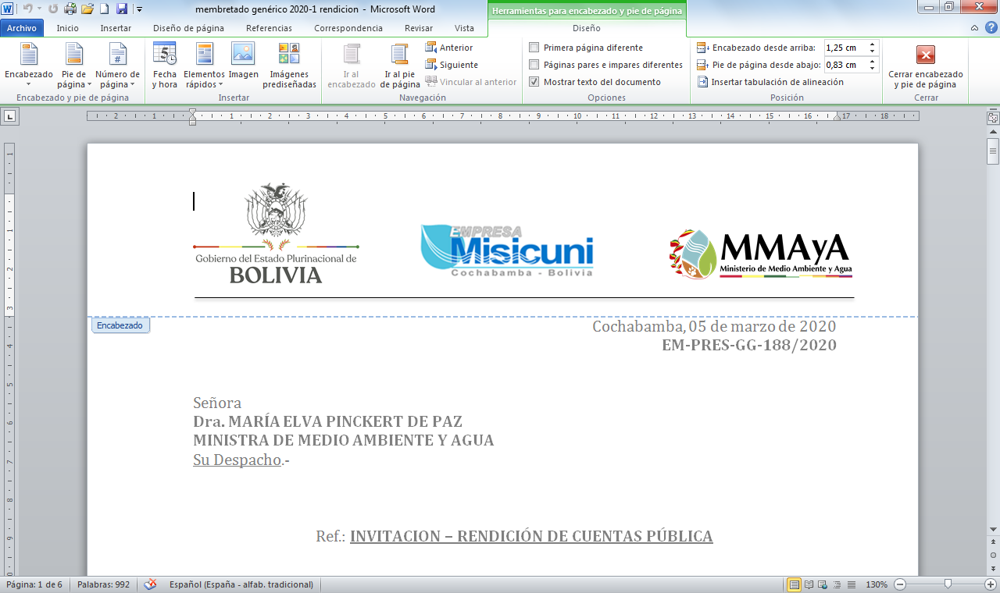 membretado genérico 2020-1 rendicion - Microsoft Word
Herramientas para encabezado y pie de página
Archivo Inicio Insertar Diseño de página Referencias Correspondencia Revisar Vista Diseño
Encabezado
Pie de página
Número de página
Encabezado y pie de página
Fecha y hora
Elementos rápidos
Imagen
Imágenes prediseñadas
Insertar
Ir al encabezado
Ir al pie de página
Anterior
Siguiente
Vincular al anterior
Navegación
Primera página diferente
Páginas pares e impares diferentes
Mostrar texto del documento
Opciones
Encabezado desde arriba: 1,25 cm
Pie de página desde abajo: 0,83 cm
Insertar tabulación de alineación
Posición
Cerrar encabezado y pie de página
Cerrar
2 1 1 2 3 4 5 6 7 8 9 10 11 12 13 14 15 16 17 18
1
1
2
3
4
5
6
7
8
9
Gobierno del Estado Plurinacional de
BOLIVIA
EMPRESA
Misicuni
Cochabamba - Bolivia
MMAyA
Ministerio de Medio Ambiente y Agua
Encabezado
Cochabamba, 05 de marzo de 2020
EM-PRES-GG-188/2020
Señora
Dra. MARÍA ELVA PINCKERT DE PAZ
MINISTRA DE MEDIO AMBIENTE Y AGUA
Su Despacho.-
Ref.: INVITACION – RENDICIÓN DE CUENTAS PÚBLICA
Página: 1 de 6 Palabras: 992 Español (España - alfab. tradicional) 130%